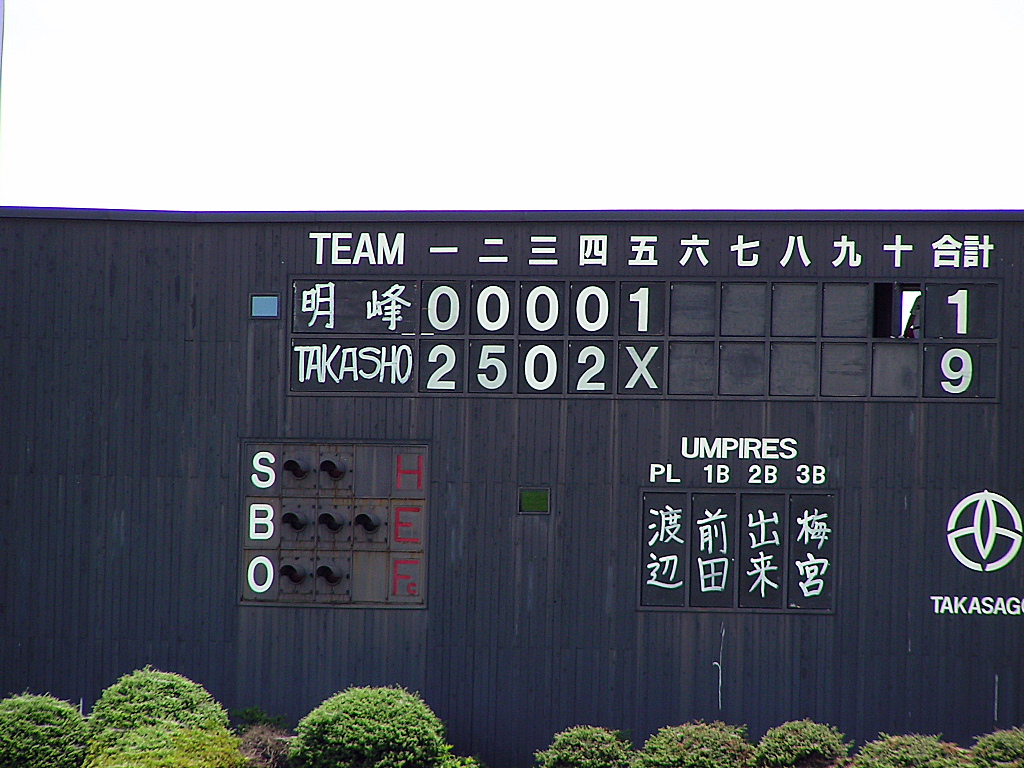 TEAM 一 二 三 四 五 六 七 八 九 十 合計
明峰 0 0 0 0 1 1
TAKASHO 2 5 0 2 X 9
S H
B E
O Fc
UMPIRES
PL 1B 2B 3B
渡辺 前田 出来 梅宮
TAKASAGO